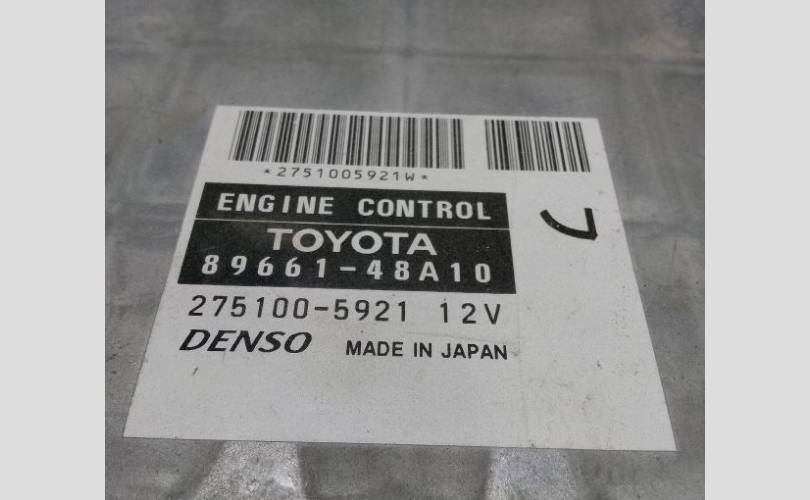 *2751005921W*
ENGINE CONTROL
TOYOTA
89661-48A10
275100-5921 12V
DENSO MADE IN JAPAN